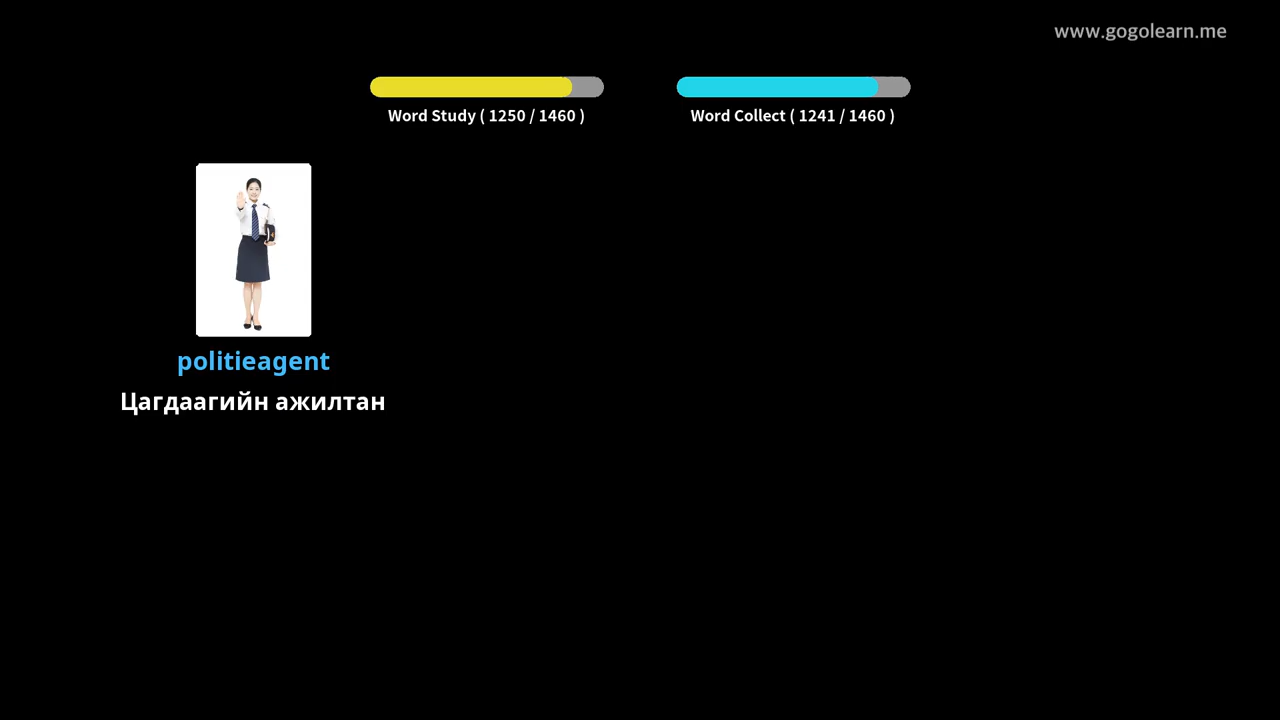 www.gogolearn.me
Word Study ( 1250 / 1460 )
Word Collect ( 1241 / 1460 )
politieagent
Цагдаагийн ажилтан